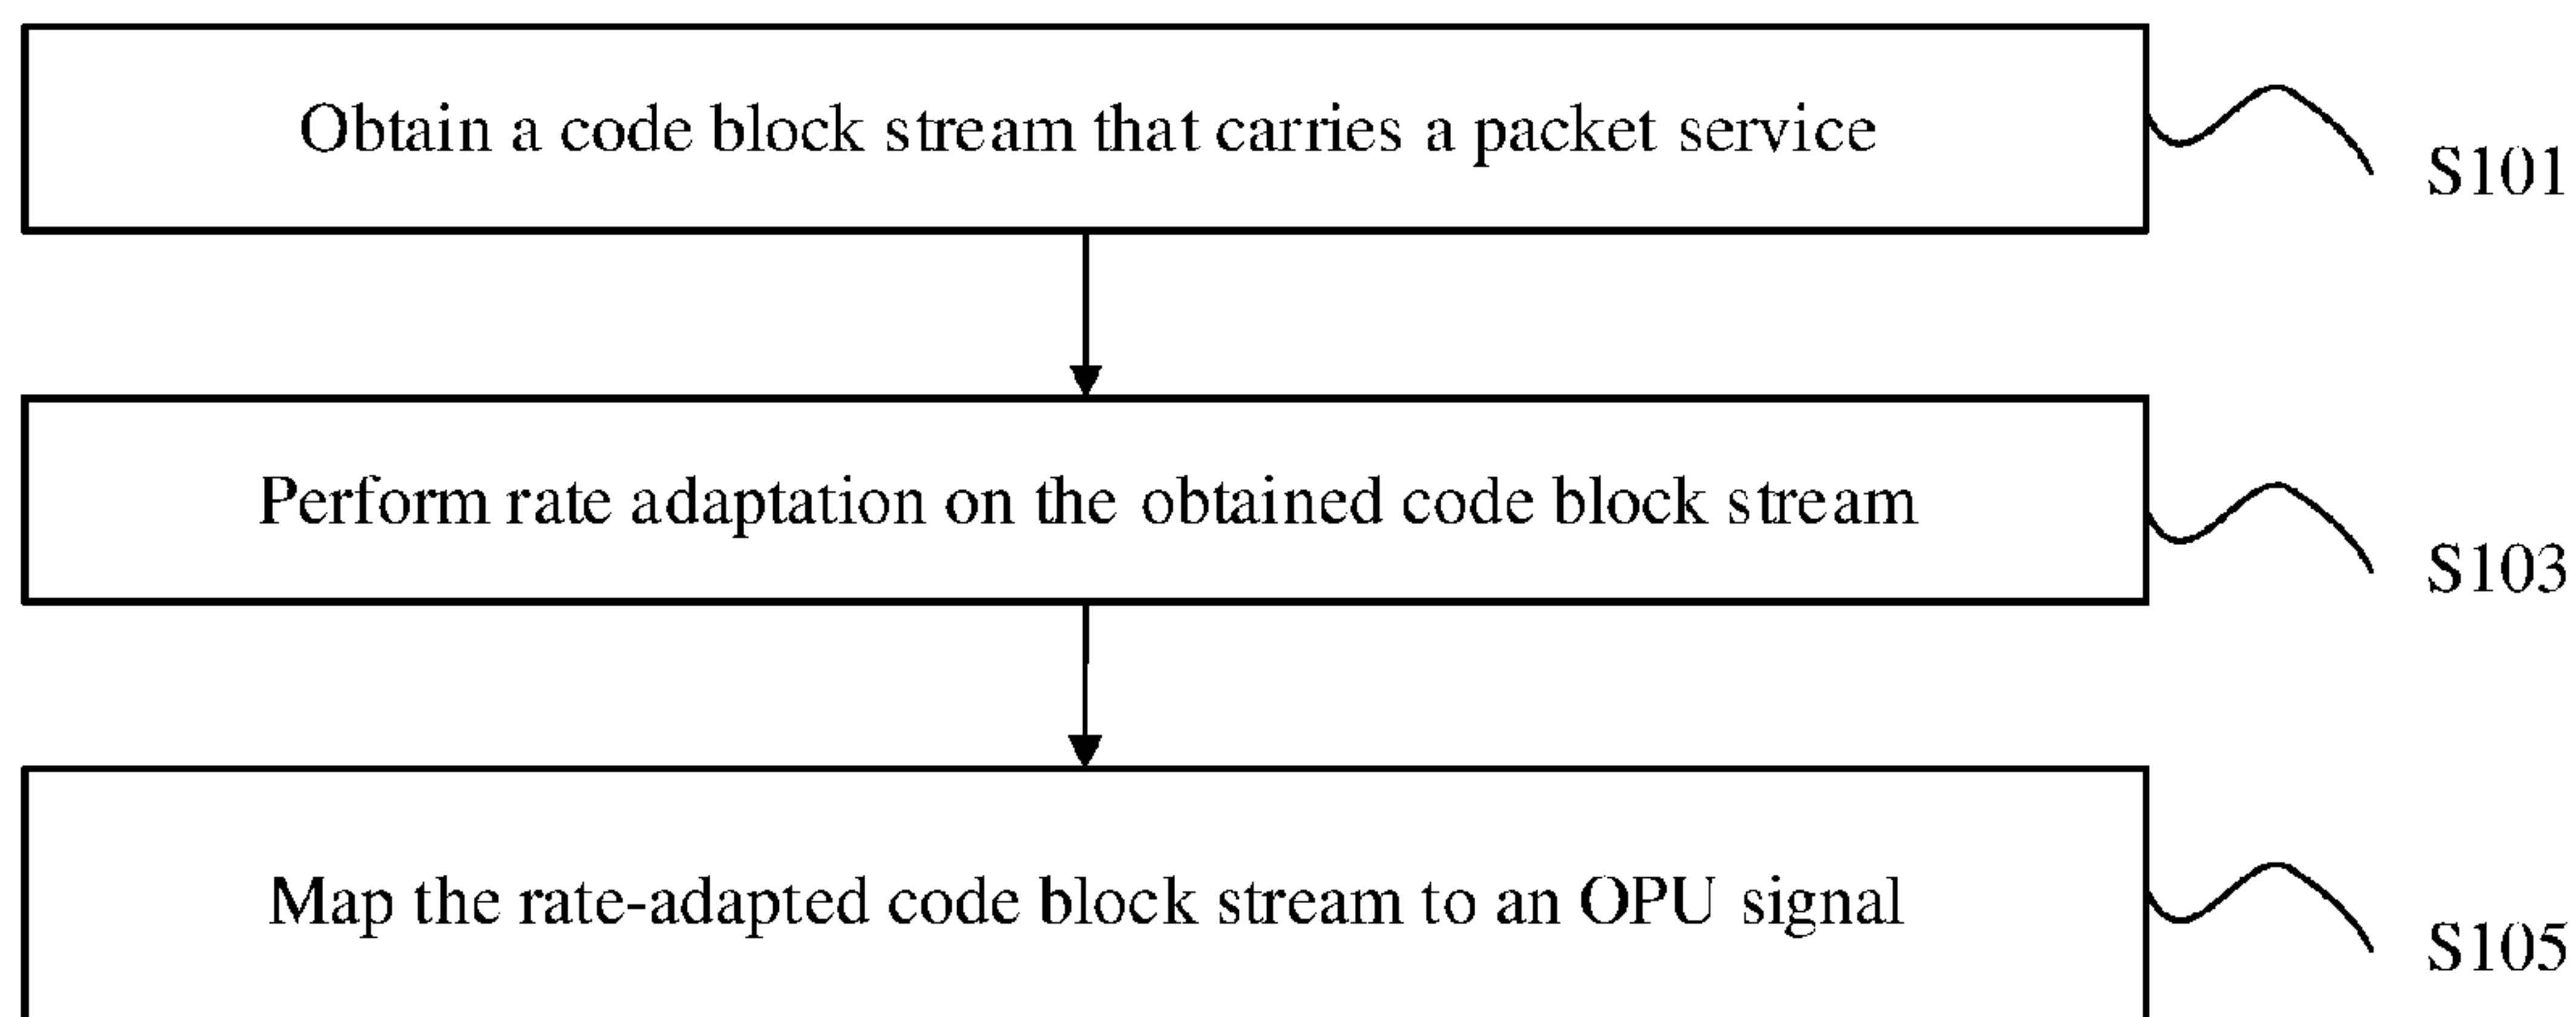 Obtain a code block stream that carries a packet service
S101
Perform rate adaptation on the obtained code block stream
S103
Map the rate-adapted code block stream to an OPU signal
S105